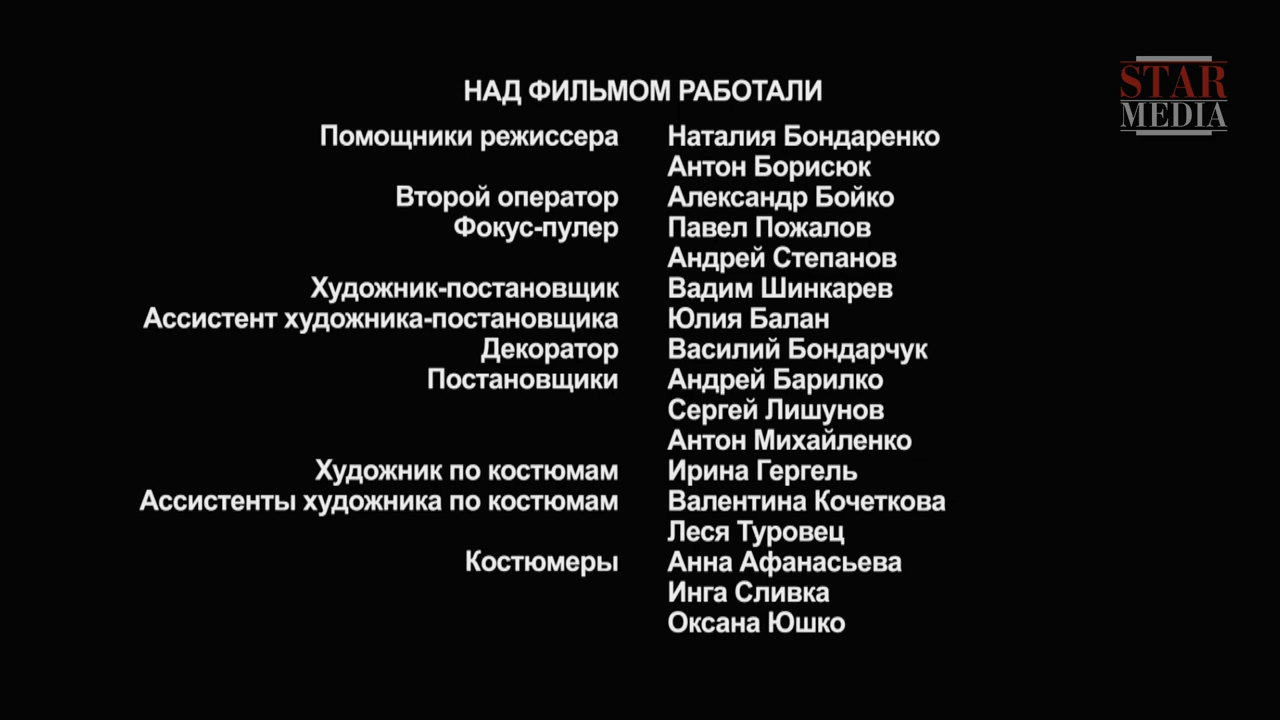 НАД ФИЛЬМОМ РАБОТАЛИ
STAR
MEDIA
Помощники режиссера Наталия Бондаренко
Антон Борисюк
Второй оператор Александр Бойко
Фокус-пулер Павел Пожалов
Андрей Степанов
Художник-постановщик Вадим Шинкарев
Ассистент художника-постановщика Юлия Балан
Декоратор Василий Бондарчук
Постановщики Андрей Барилко
Сергей Лишунов
Антон Михайленко
Художник по костюмам Ирина Гергель
Ассистенты художника по костюмам Валентина Кочеткова
Леся Туровец
Костюмеры Анна Афанасьева
Инга Сливка
Оксана Юшко